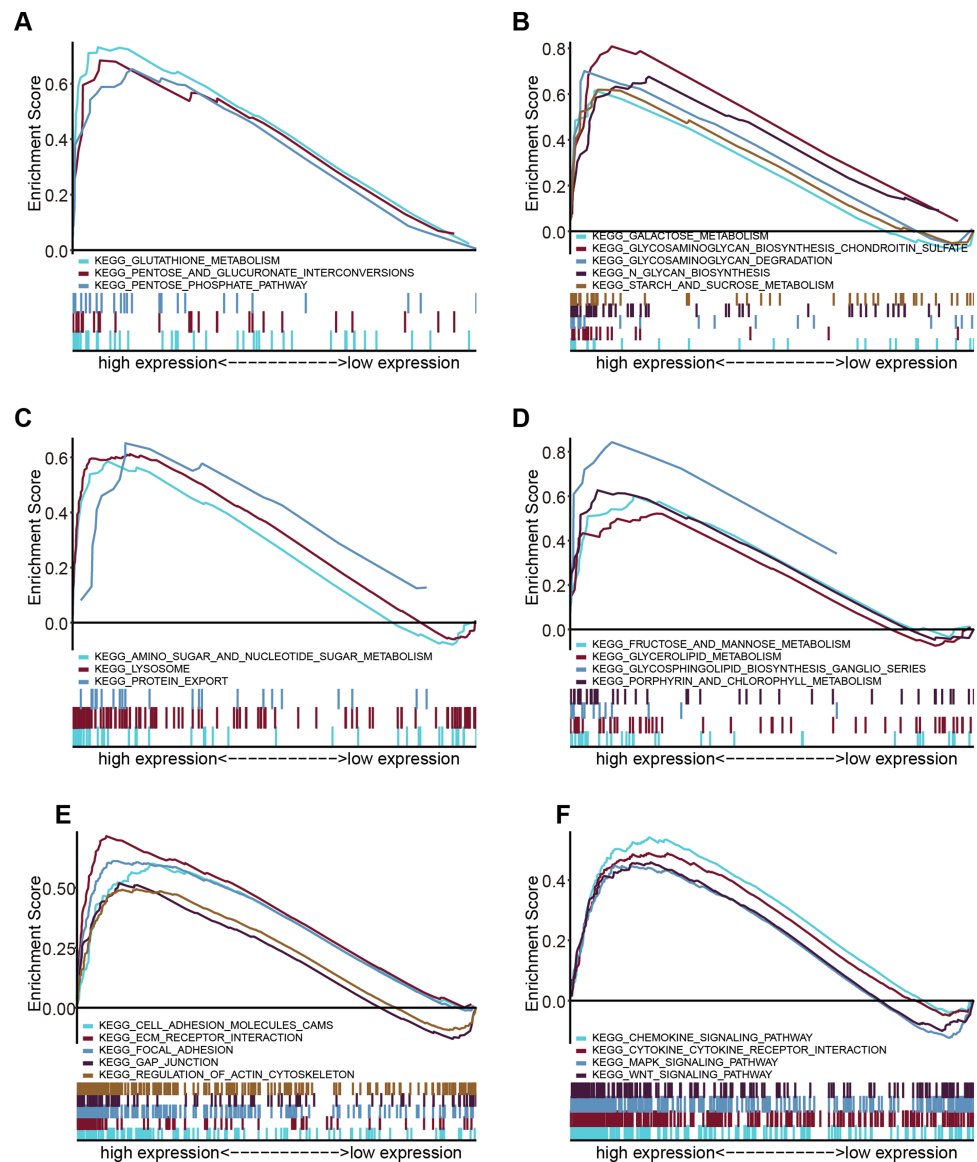 A
Enrichment Score
0.6
0.4
0.2
0.0
KEGG_GLUTATHIONE_METABOLISM
KEGG_PENTOSE_AND_GLUCURONATE_INTERCONVERSIONS
KEGG_PENTOSE_PHOSPHATE_PATHWAY
high expression<------------->low expression
B
Enrichment Score
0.8
0.6
0.4
0.2
0.0
KEGG_GALACTOSE_METABOLISM
KEGG_GLYCOSAMINOGLYCAN_BIOSYNTHESIS_CHONDROITIN_SULFATE
KEGG_GLYCOSAMINOGLYCAN_DEGRADATION
KEGG_N_GLYCAN_BIOSYNTHESIS
KEGG_STARCH_AND_SUCROSE_METABOLISM
high expression<------------->low expression
C
Enrichment Score
0.6
0.4
0.2
0.0
KEGG_AMINO_SUGAR_AND_NUCLEOTIDE_SUGAR_METABOLISM
KEGG_LYSOSOME
KEGG_PROTEIN_EXPORT
high expression<------------->low expression
D
Enrichment Score
0.8
0.6
0.4
0.2
0.0
KEGG_FRUCTOSE_AND_MANNOSE_METABOLISM
KEGG_GLYCEROLIPID_METABOLISM
KEGG_GLYCOSPHINGOLIPID_BIOSYNTHESIS_GANGLIO_SERIES
KEGG_PORPHYRIN_AND_CHLOROPHYLL_METABOLISM
high expression<------------->low expression
E
Enrichment Score
0.50
0.25
0.00
KEGG_CELL_ADHESION_MOLECULES_CAMS
KEGG_ECM_RECEPTOR_INTERACTION
KEGG_FOCAL_ADHESION
KEGG_GAP_JUNCTION
KEGG_REGULATION_OF_ACTIN_CYTOSKELETON
high expression<------------->low expression
F
Enrichment Score
0.4
0.2
0.0
KEGG_CHEMOKINE_SIGNALING_PATHWAY
KEGG_CYTOKINE_CYTOKINE_RECEPTOR_INTERACTION
KEGG_MAPK_SIGNALING_PATHWAY
KEGG_WNT_SIGNALING_PATHWAY
high expression<------------->low expression